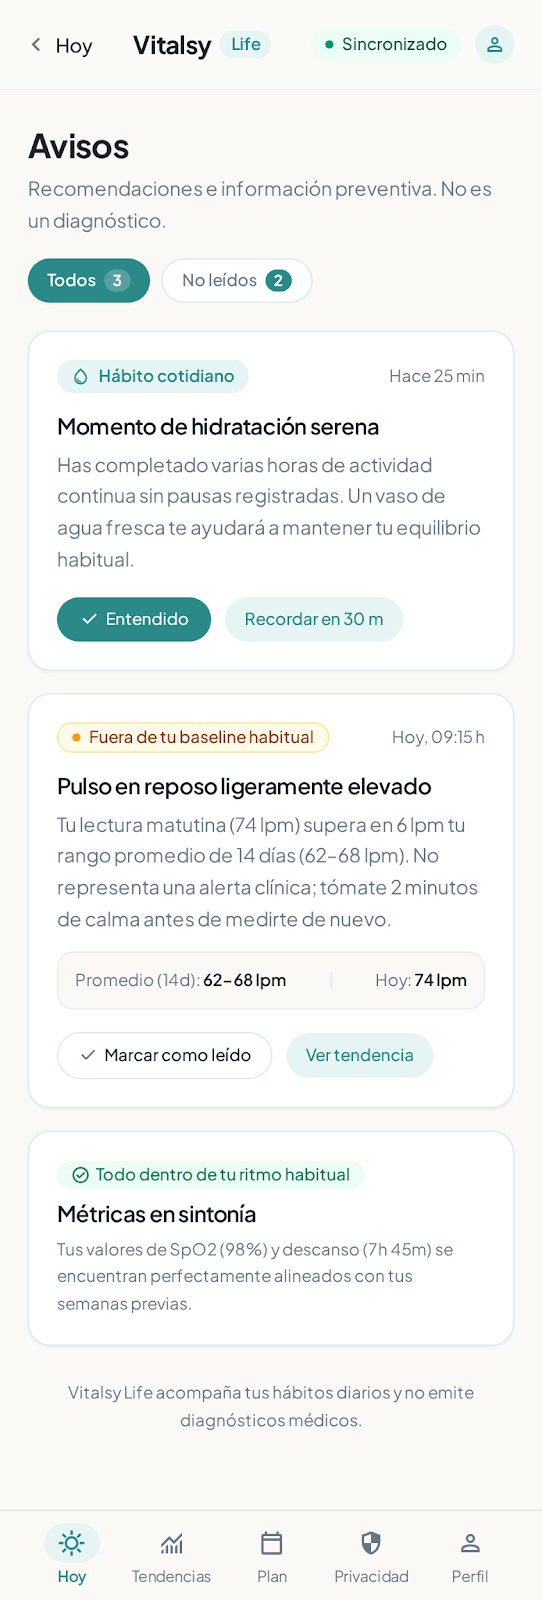 Hoy
Vitalsy Life
Sincronizado
Avisos
Recomendaciones e información preventiva. No es
un diagnóstico.
Todos 3
No leídos 2
Hábito cotidiano
Hace 25 min
Momento de hidratación serena
Has completado varias horas de actividad
continua sin pausas registradas. Un vaso de
agua fresca te ayudará a mantener tu equilibrio
habitual.
Entendido
Recordar en 30 m
Fuera de tu baseline habitual
Hoy, 09:15 h
Pulso en reposo ligeramente elevado
Tu lectura matutina (74 lpm) supera en 6 lpm tu
rango promedio de 14 días (62–68 lpm). No
representa una alerta clínica; tómate 2 minutos
de calma antes de medirte de nuevo.
Promedio (14d): 62–68 lpm
Hoy: 74 lpm
Marcar como leído
Ver tendencia
Todo dentro de tu ritmo habitual
Métricas en sintonía
Tus valores de SpO2 (98%) y descanso (7h 45m) se
encuentran perfectamente alineados con tus
semanas previas.
Vitalsy Life acompaña tus hábitos diarios y no emite
diagnósticos médicos.
Hoy
Tendencias
Plan
Privacidad
Perfil